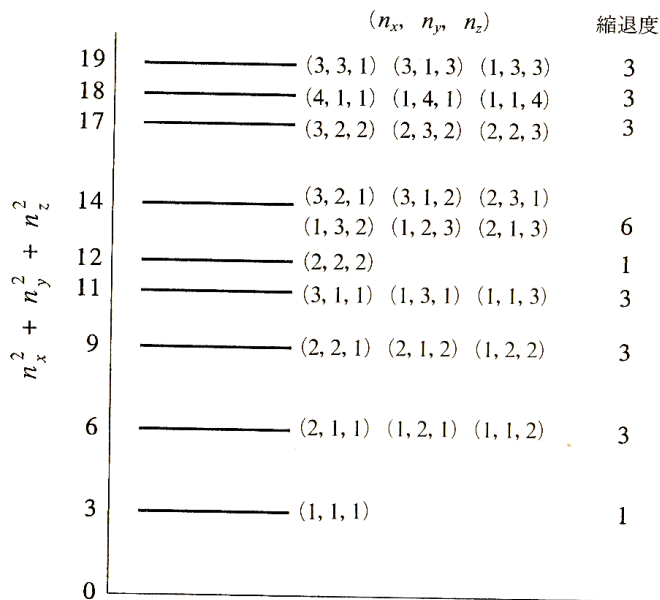 (nx, ny, nz) 縮退度
19 (3, 3, 1) (3, 1, 3) (1, 3, 3) 3
18 (4, 1, 1) (1, 4, 1) (1, 1, 4) 3
17 (3, 2, 2) (2, 3, 2) (2, 2, 3) 3
14 (3, 2, 1) (3, 1, 2) (2, 3, 1)
(1, 3, 2) (1, 2, 3) (2, 1, 3) 6
12 (2, 2, 2) 1
11 (3, 1, 1) (1, 3, 1) (1, 1, 3) 3
9 (2, 2, 1) (2, 1, 2) (1, 2, 2) 3
6 (2, 1, 1) (1, 2, 1) (1, 1, 2) 3
3 (1, 1, 1) 1
0
nx² + ny² + nz²